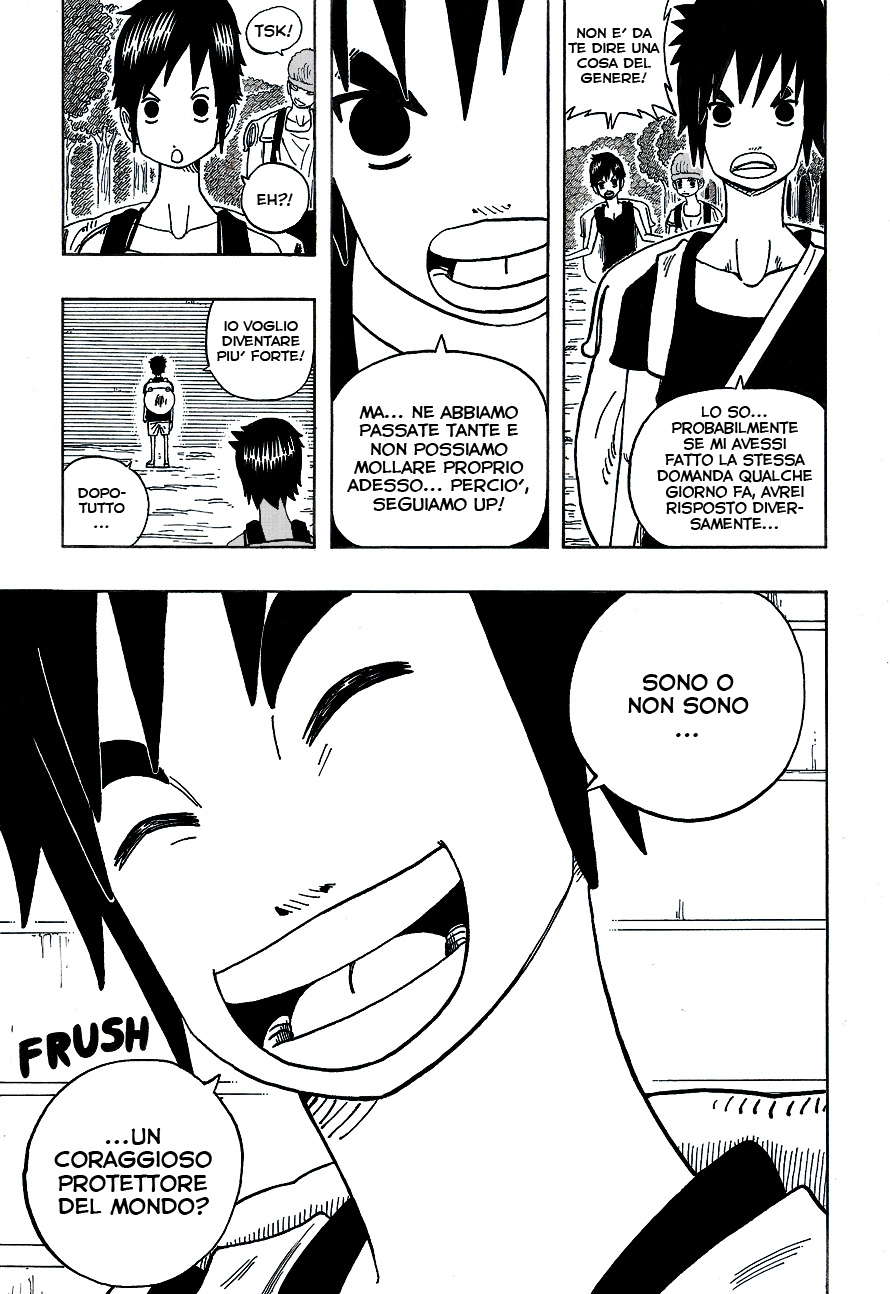 NON E' DA
TE DIRE UNA
COSA DEL
GENERE!
LO SO...
PROBABILMENTE
SE MI AVESSI
FATTO LA STESSA
DOMANDA QUALCHE
GIORNO FA, AVREI
RISPOSTO DIVER-
SAMENTE...
MA... NE ABBIAMO
PASSATE TANTE E
NON POSSIAMO
MOLLARE PROPRIO
ADESSO... PERCIO',
SEGUIAMO UP!
TSK!
EH?!
IO VOGLIO
DIVENTARE
PIU' FORTE!
DOPO-
TUTTO
...
SONO O
NON SONO
...
FRUSH
...UN
CORAGGIOSO
PROTETTORE
DEL MONDO?